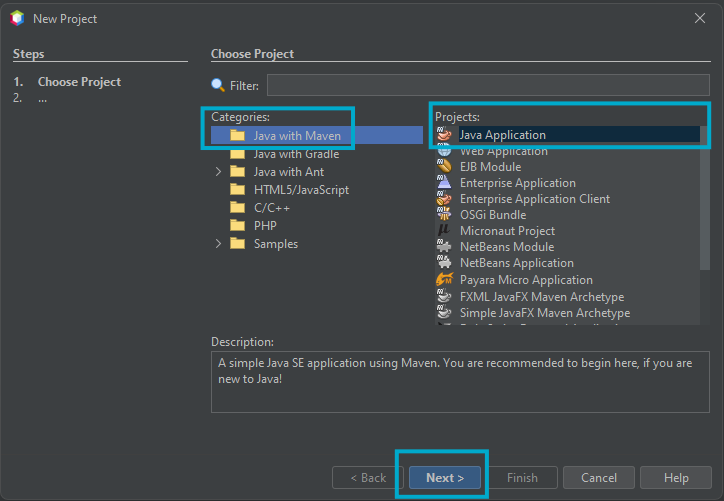 New Project
Steps
1. Choose Project
2. ...
Choose Project
Filter:
Categories:
Java with Maven
Java with Gradle
Java with Ant
HTML5/JavaScript
C/C++
PHP
Samples
Projects:
Java Application
Web Application
EJB Module
Enterprise Application
Enterprise Application Client
OSGi Bundle
Micronaut Project
NetBeans Module
NetBeans Application
Payara Micro Application
FXML JavaFX Maven Archetype
Simple JavaFX Maven Archetype
Description:
A simple Java SE application using Maven. You are recommended to begin here, if you are
new to Java!
< Back
Next >
Finish
Cancel
Help